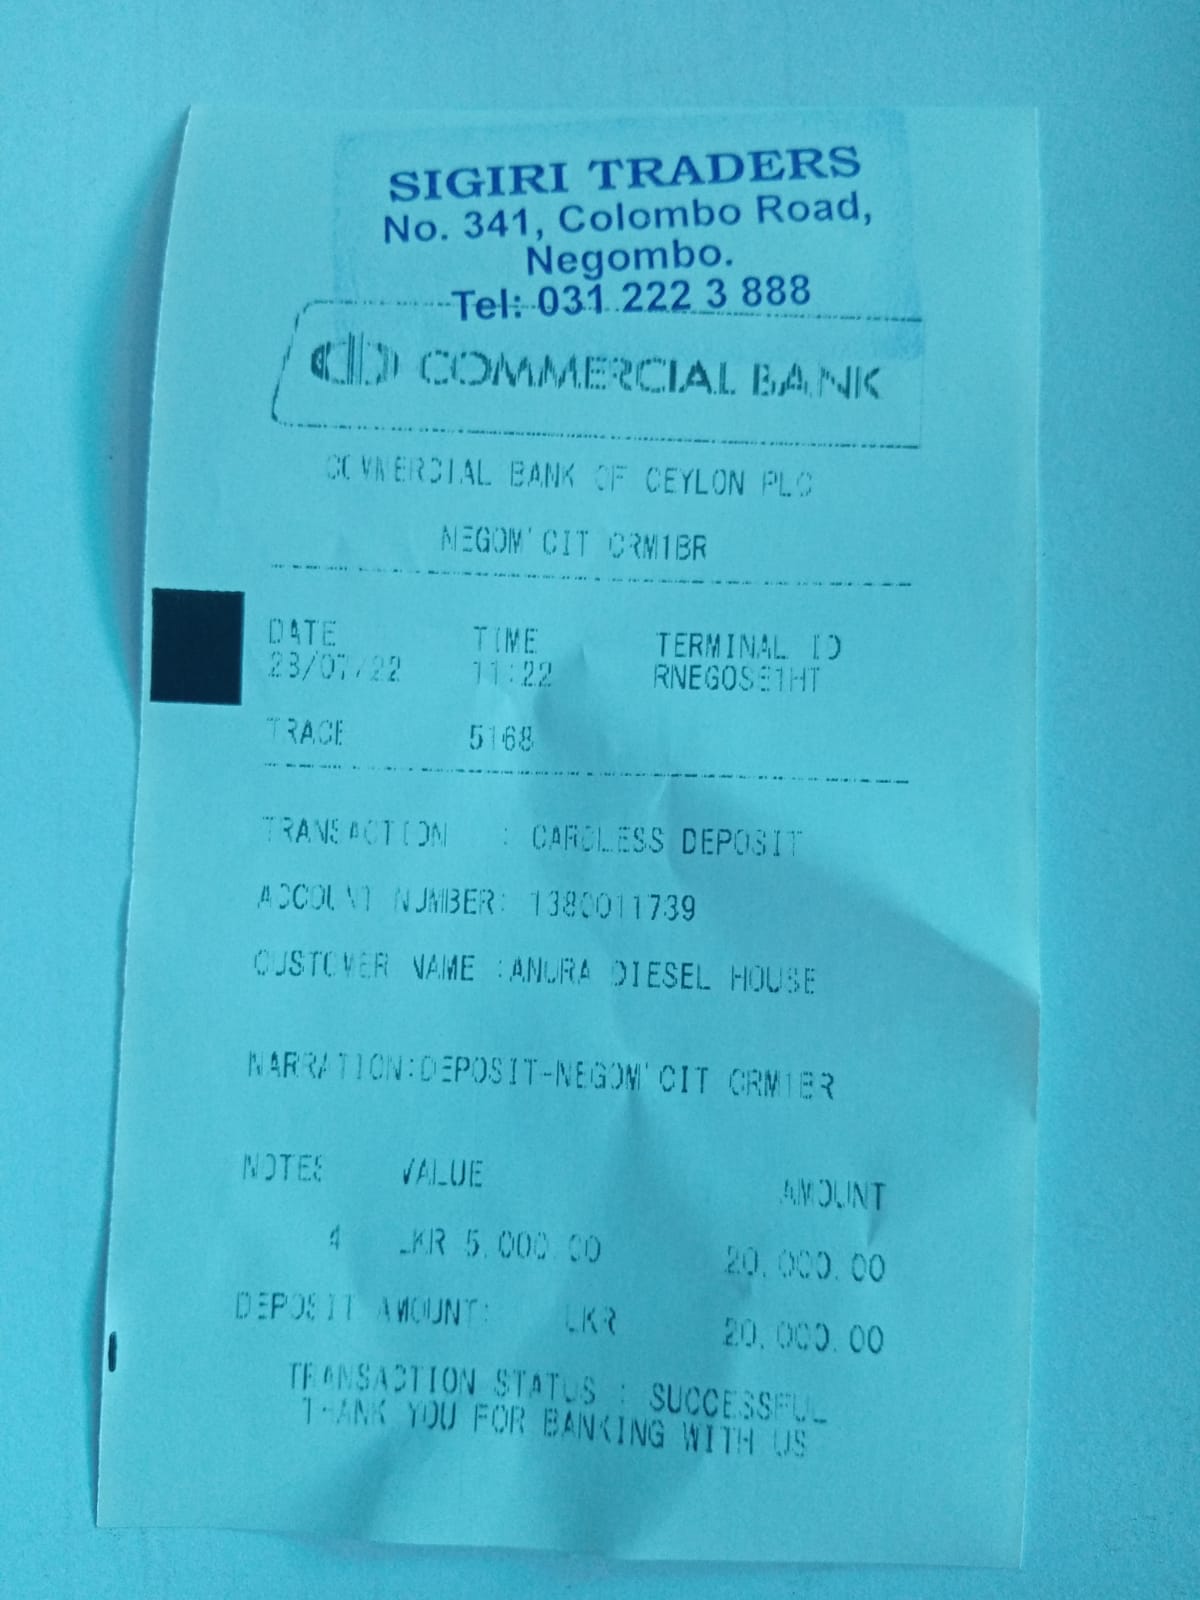 SIGIRI TRADERS
No. 341, Colombo Road,
Negombo.
Tel: 031 222 3 888
COMMERCIAL BANK
COMMERCIAL BANK OF CEYLON PLC
NEGOM'CIT CRM1BR
DATE TIME TERMINAL ID
28/07/22 11:22 RNEGOSE1HT
TRACE 5168
TRANSACTION : CARDLESS DEPOSIT
ACCOUNT NUMBER: 1380011739
CUSTOMER NAME :ANURA DIESEL HOUSE
NARRATION:DEPOSIT-NEGOM'CIT CRM1BR
NOTES VALUE AMOUNT
4 LKR 5,000.00 20,000.00
DEPOSIT AMOUNT: LKR 20,000.00
TRANSACTION STATUS : SUCCESSFUL
THANK YOU FOR BANKING WITH US